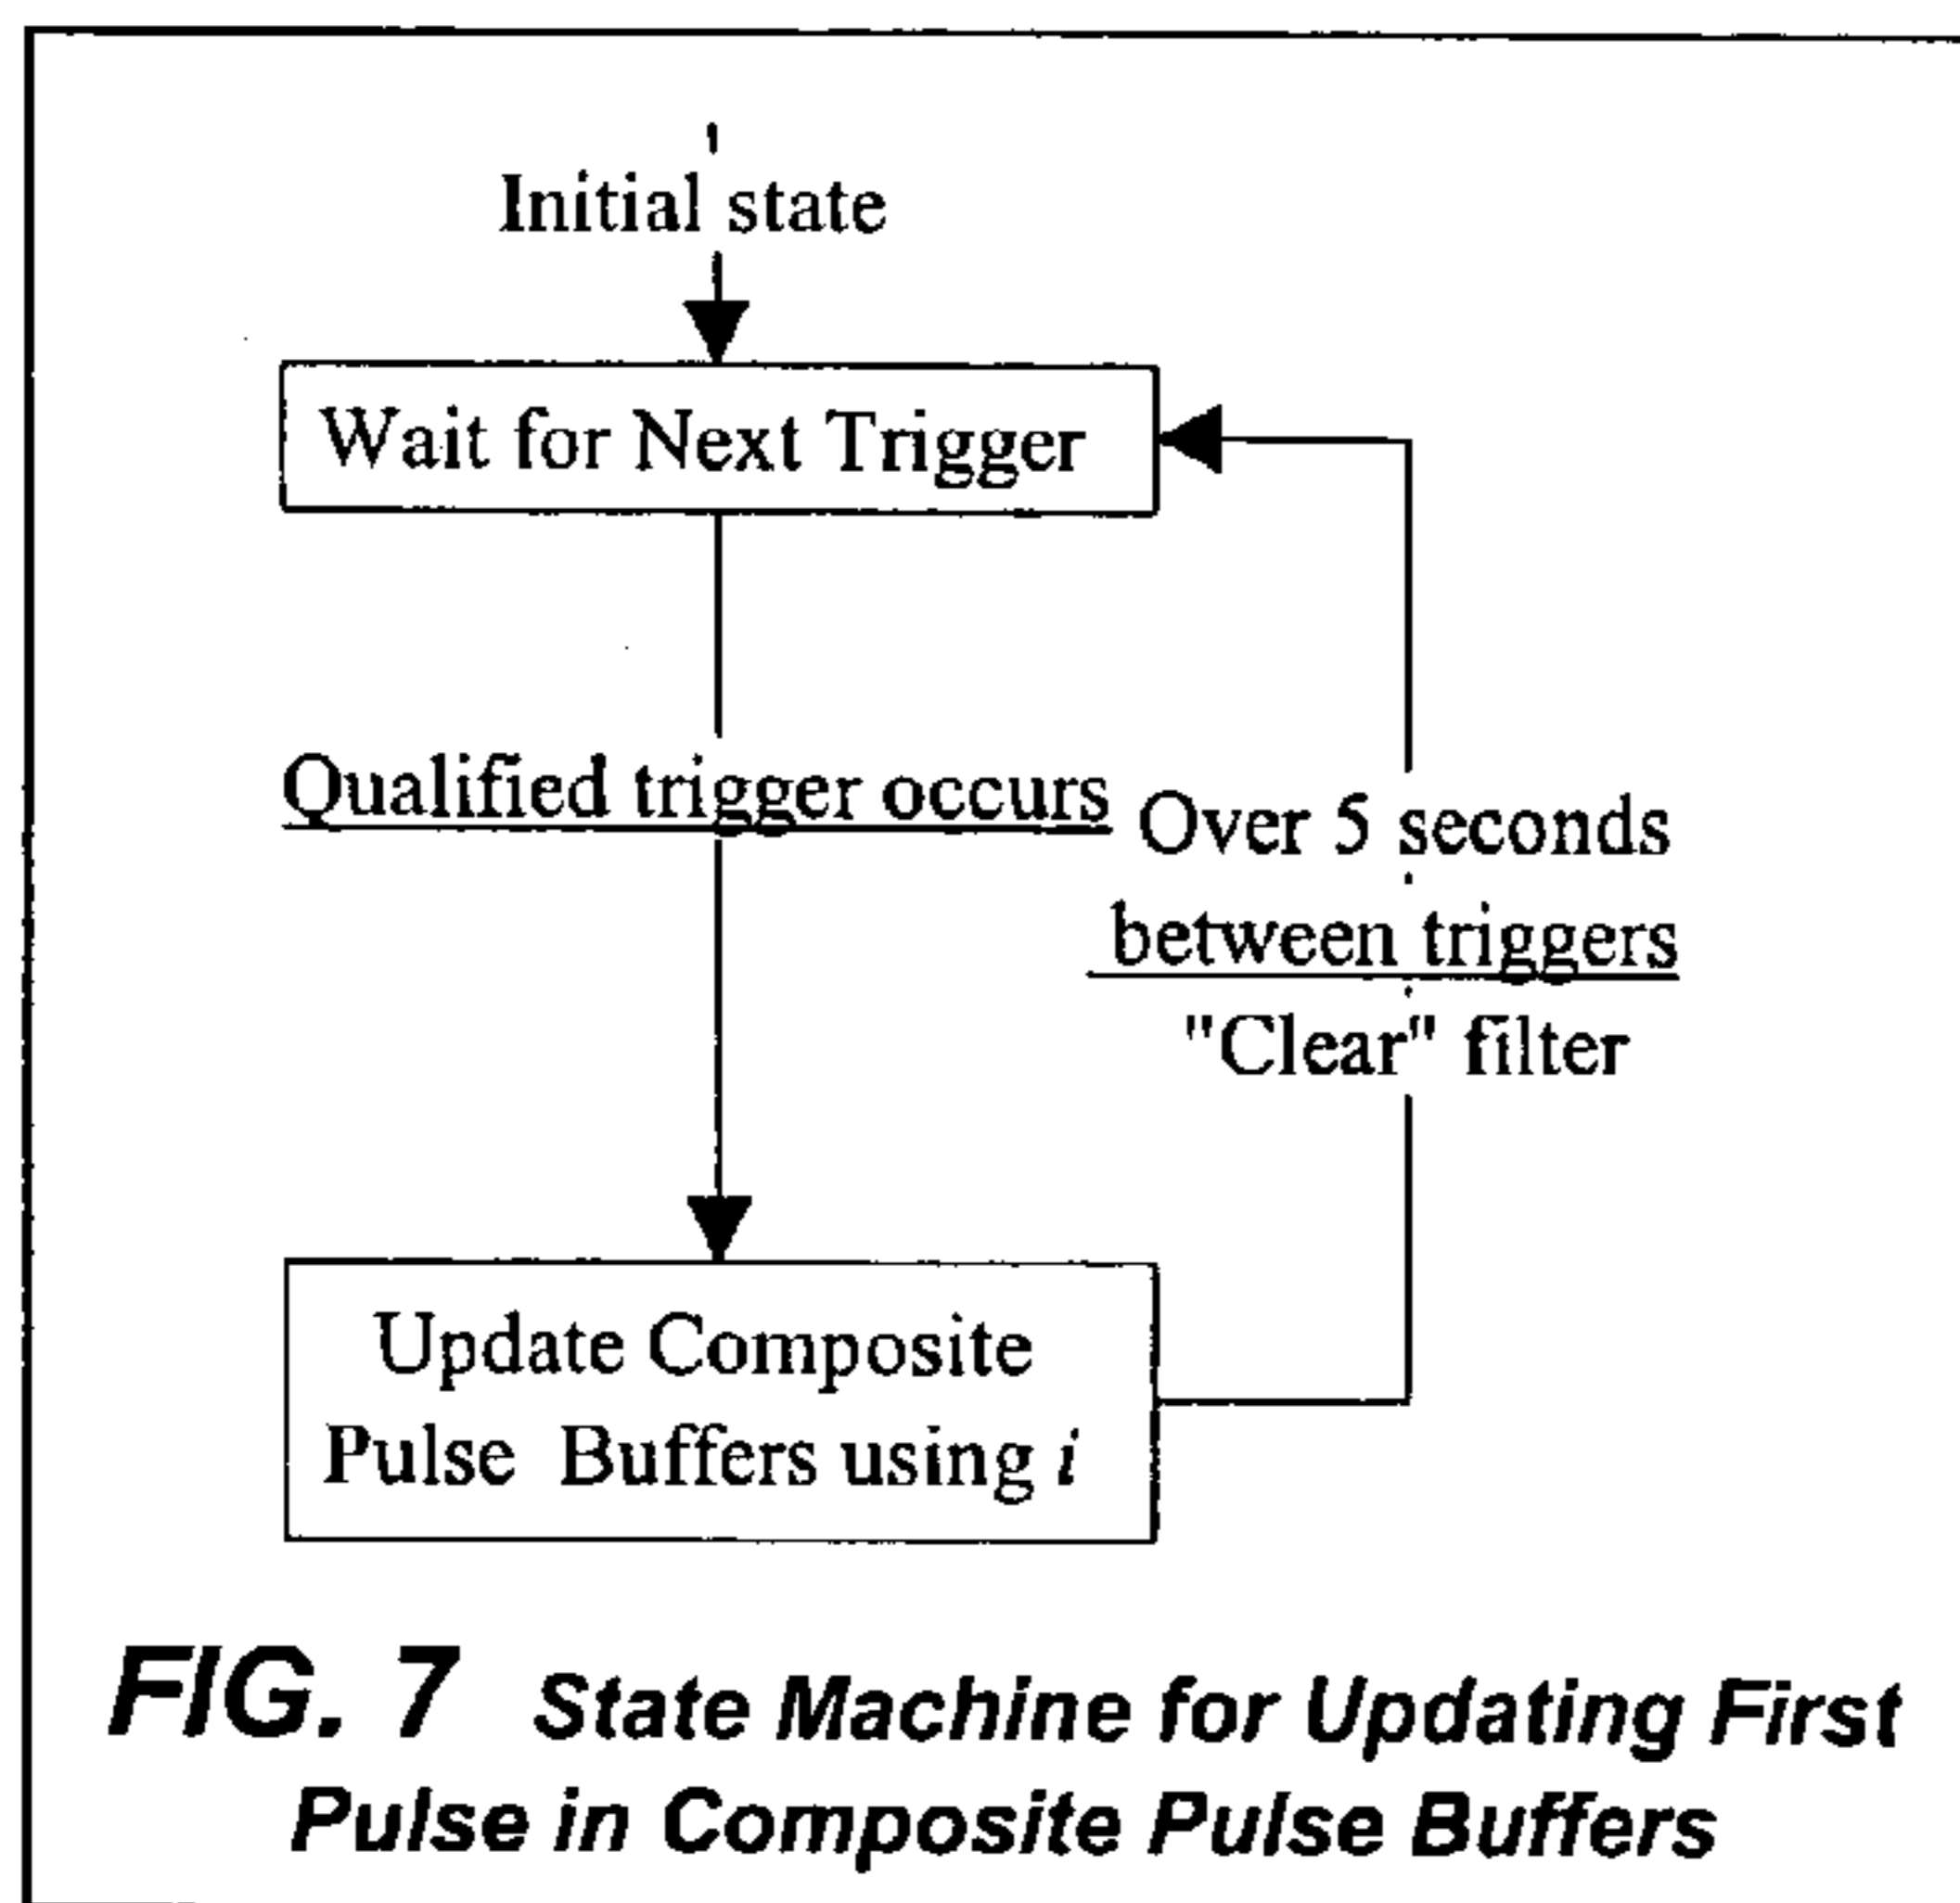 Initial state
Wait for Next Trigger
Qualified trigger occurs
Over 5 seconds
between triggers
"Clear" filter
Update Composite
Pulse Buffers using i
FIG. 7 State Machine for Updating First
Pulse in Composite Pulse Buffers